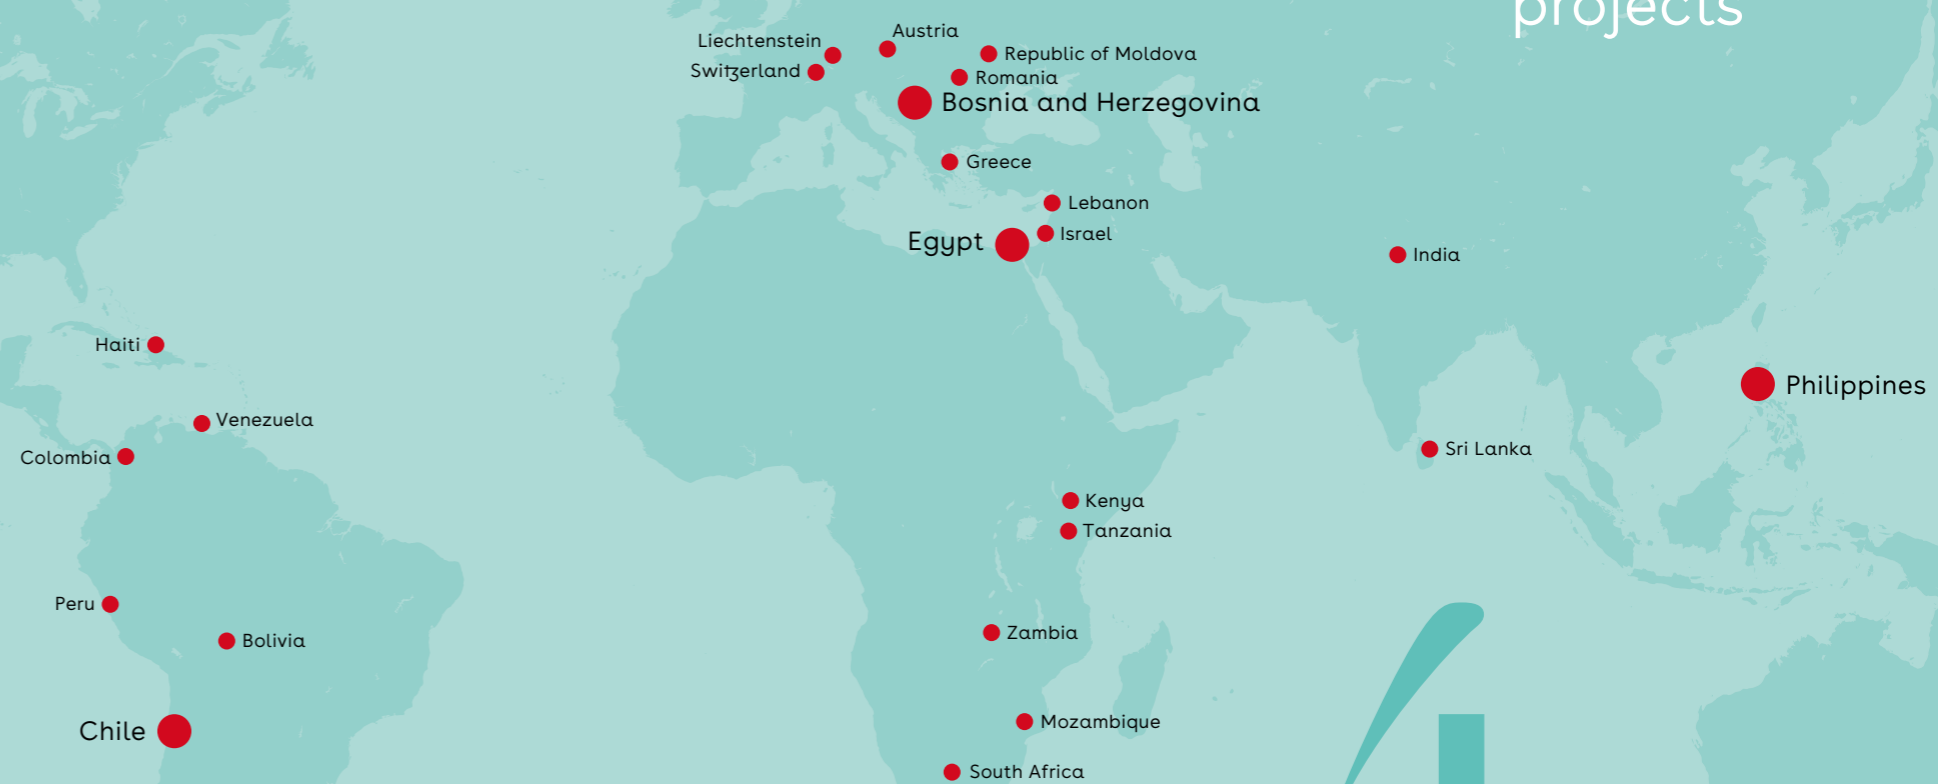 projects
Austria
Liechtenstein
Republic of Moldova
Switzerland
Romania
Bosnia and Herzegovina
Greece
Lebanon
Israel
Egypt
India
Haiti
Philippines
Venezuela
Sri Lanka
Colombia
Kenya
Tanzania
Peru
Zambia
Bolivia
Mozambique
Chile
South Africa
4